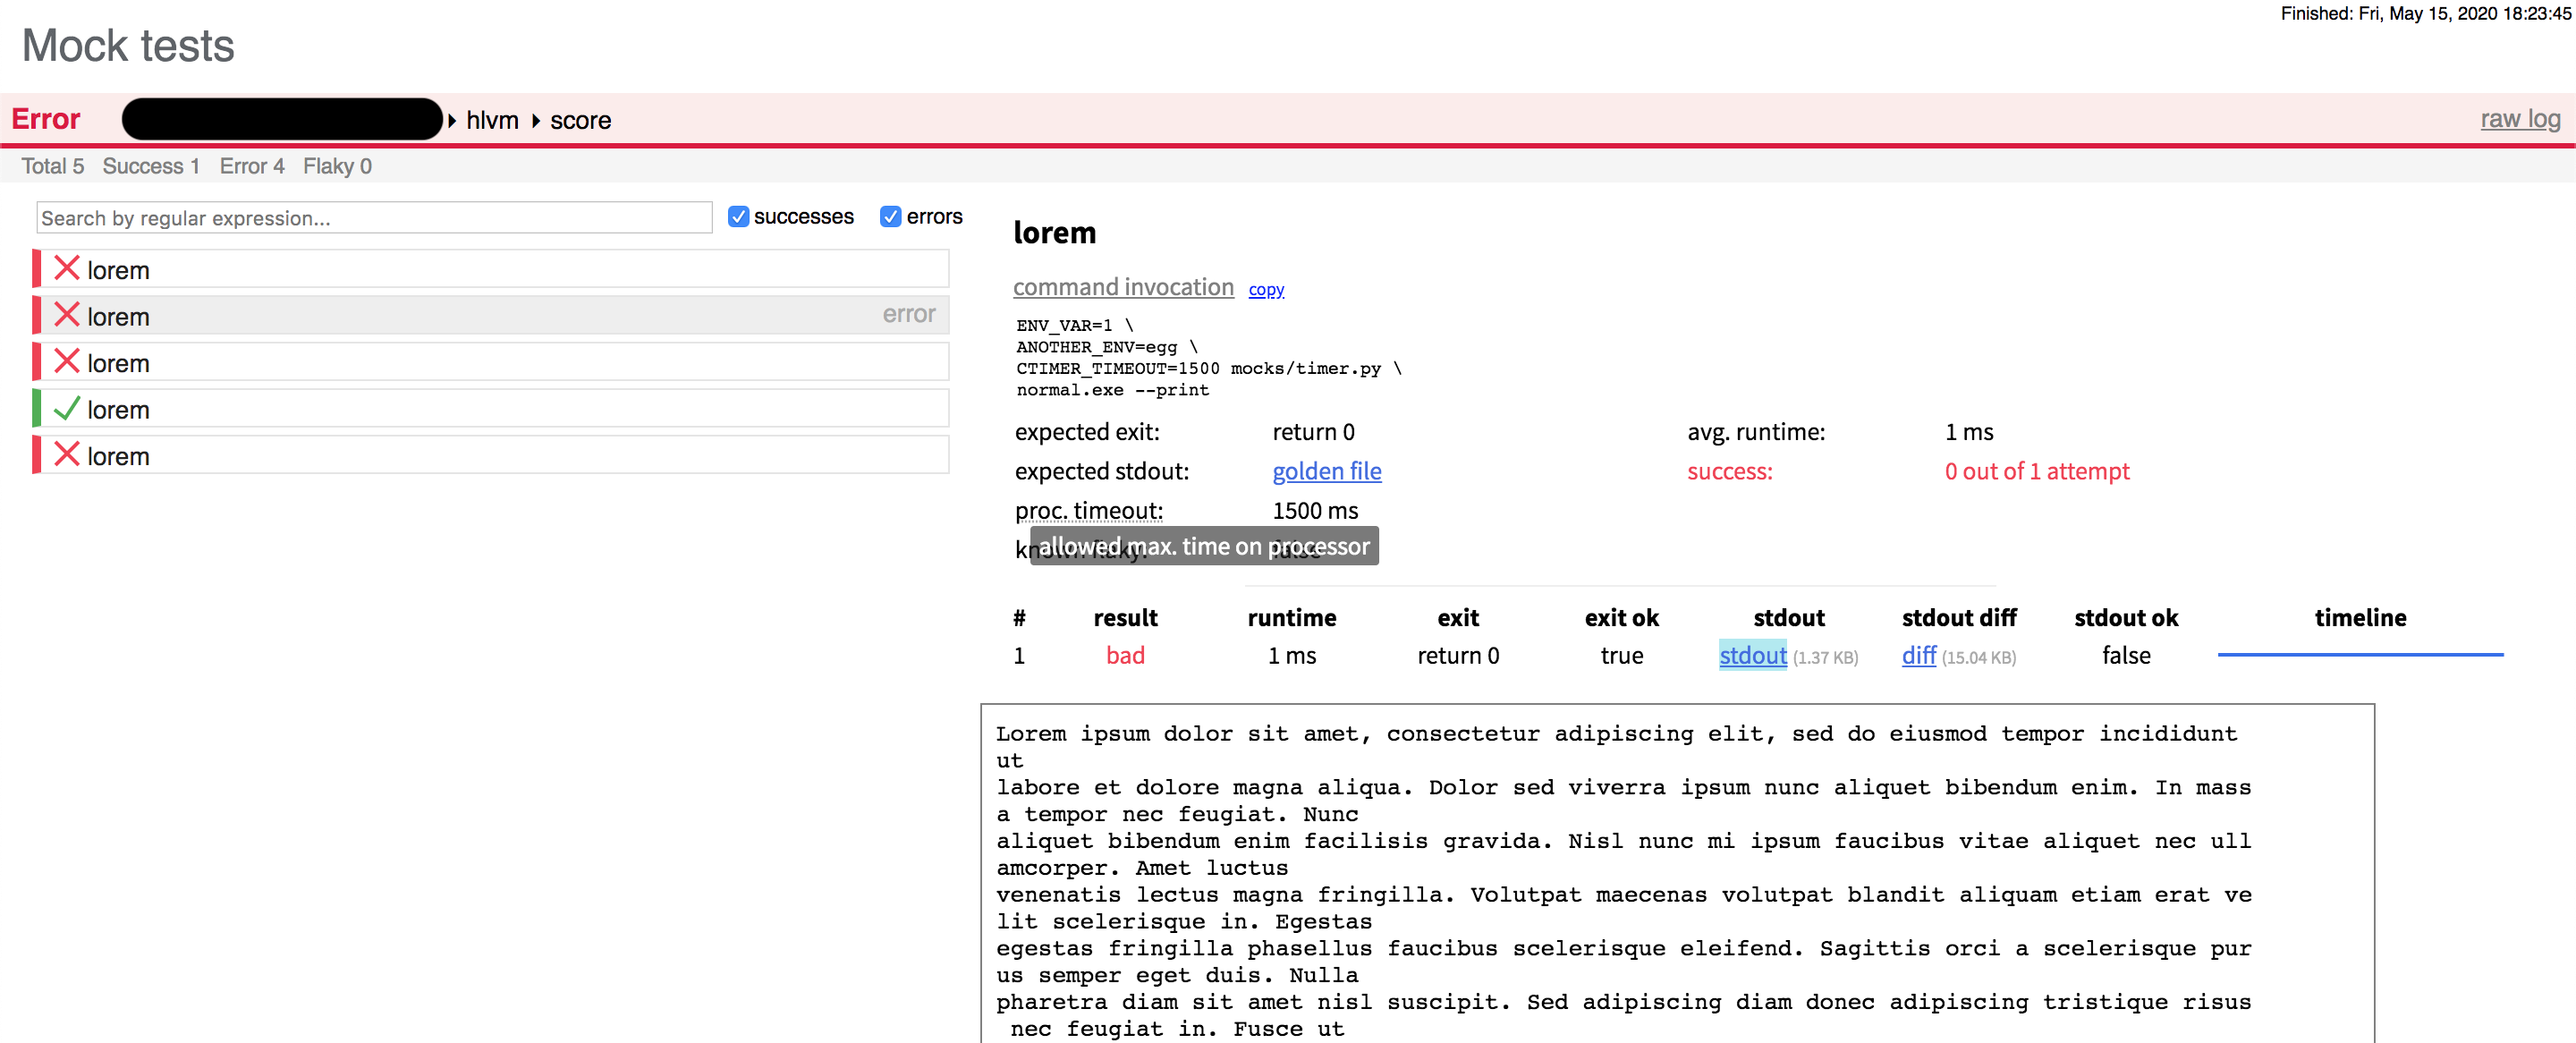 Finished: Fri, May 15, 2020 18:23:45
Mock tests
Error hlvm score raw log
Total 5 Success 1 Error 4 Flaky 0
Search by regular expression... successes errors
lorem
lorem error
lorem
lorem
lorem
lorem
command invocation copy
ENV_VAR=1 \
ANOTHER_ENV=egg \
CTIMER_TIMEOUT=1500 mocks/timer.py \
normal.exe --print
expected exit: return 0 avg. runtime: 1 ms
expected stdout: golden file success: 0 out of 1 attempt
proc. timeout: 1500 ms
known flaky: false
allowed max. time on processor
# result runtime exit exit ok stdout stdout diff stdout ok timeline
1 bad 1 ms return 0 true stdout (1.37 KB) diff (15.04 KB) false
Lorem ipsum dolor sit amet, consectetur adipiscing elit, sed do eiusmod tempor incididunt
ut
labore et dolore magna aliqua. Dolor sed viverra ipsum nunc aliquet bibendum enim. In mass
a tempor nec feugiat. Nunc
aliquet bibendum enim facilisis gravida. Nisl nunc mi ipsum faucibus vitae aliquet nec ull
amcorper. Amet luctus
venenatis lectus magna fringilla. Volutpat maecenas volutpat blandit aliquam etiam erat ve
lit scelerisque in. Egestas
egestas fringilla phasellus faucibus scelerisque eleifend. Sagittis orci a scelerisque pur
us semper eget duis. Nulla
pharetra diam sit amet nisl suscipit. Sed adipiscing diam donec adipiscing tristique risus
nec feugiat in. Fusce ut